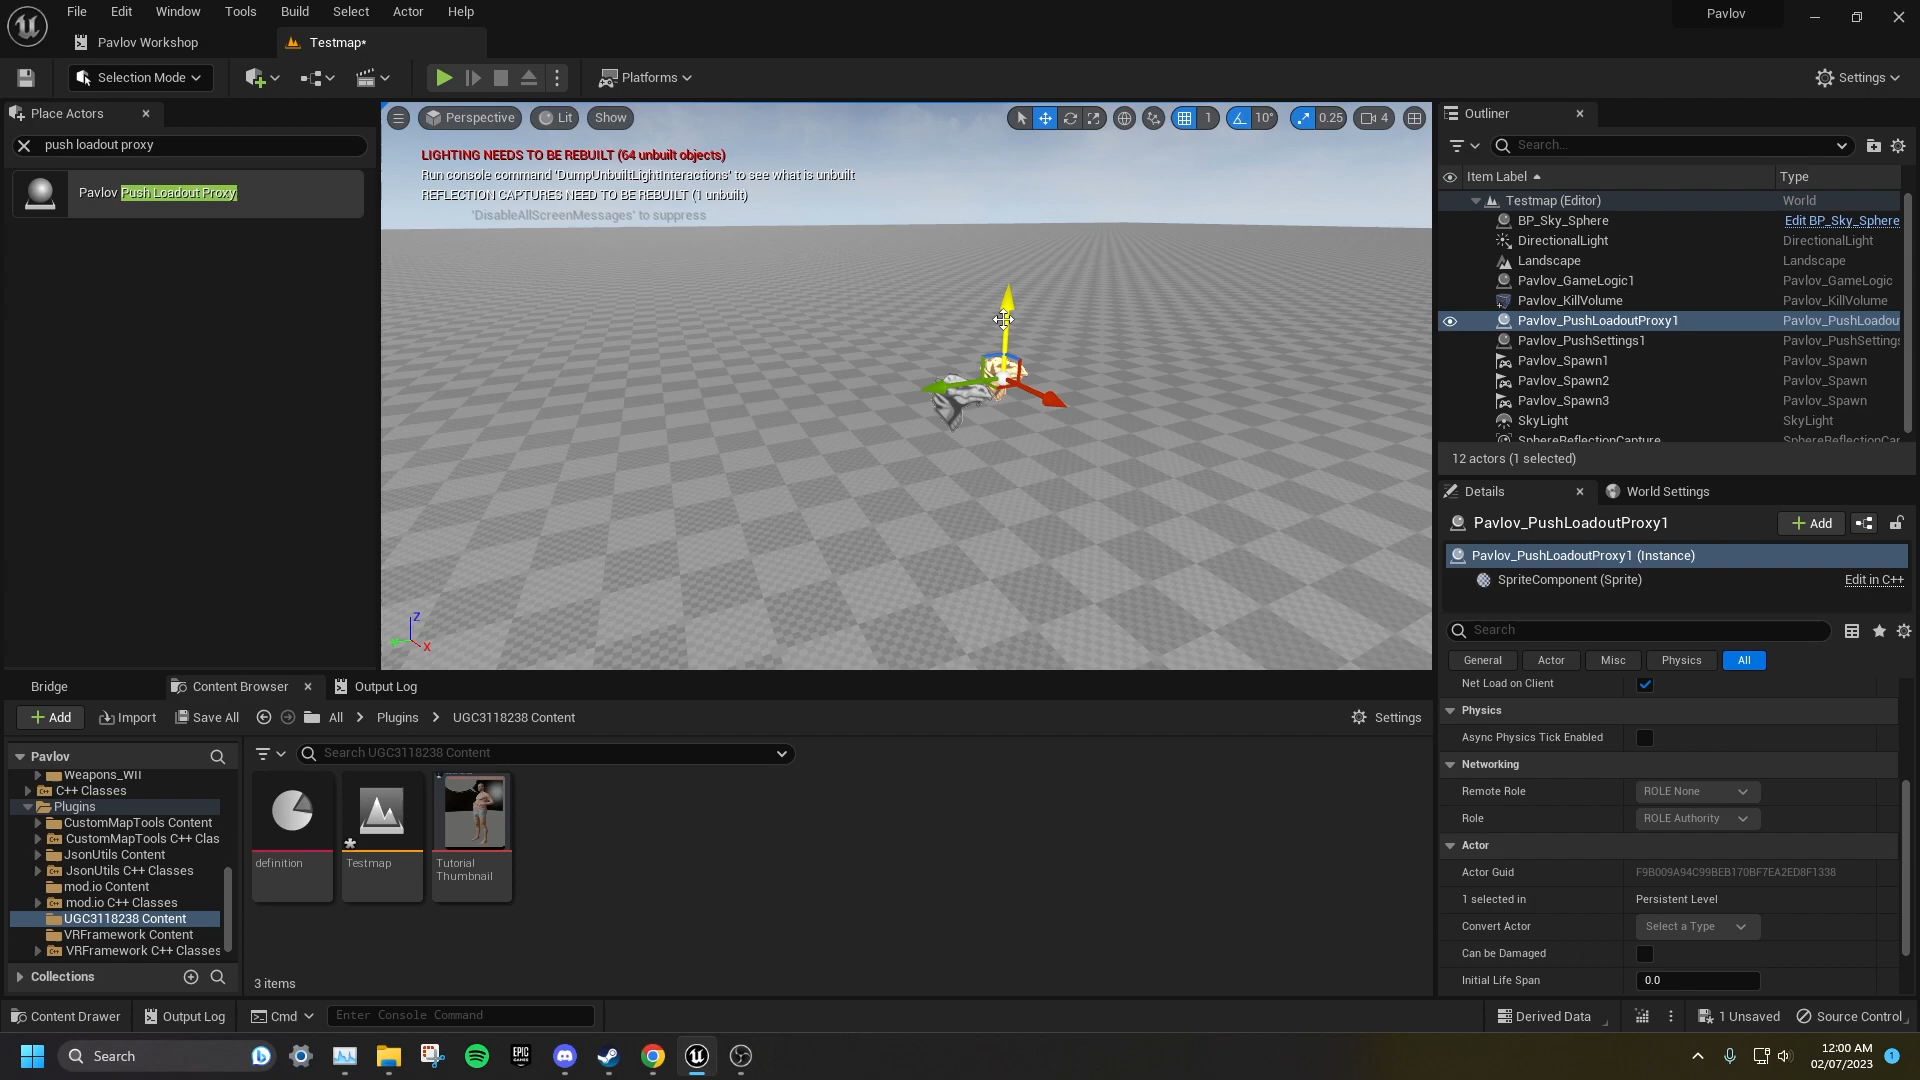 File Edit Window Tools Build Select Actor Help
Pavlov
Pavlov Workshop
Testmap*
Selection Mode
Platforms
Settings
Place Actors
push loadout proxy
Pavlov Push Loadout Proxy
Perspective
Lit
Show
1
10°
0.25
4
LIGHTING NEEDS TO BE REBUILT (64 unbuilt objects)
Run console command 'DumpUnbuiltLightInteractions' to see what is unbuilt
REFLECTION CAPTURES NEED TO BE REBUILT (1 unbuilt)
'DisableAllScreenMessages' to suppress
Z
X
Outliner
Search...
Item Label Type
Testmap (Editor) World
BP_Sky_Sphere Edit BP_Sky_Sphere
DirectionalLight DirectionalLight
Landscape Landscape
Pavlov_GameLogic1 Pavlov_GameLogic
Pavlov_KillVolume Pavlov_KillVolume
Pavlov_PushLoadoutProxy1 Pavlov_PushLoadou
Pavlov_PushSettings1 Pavlov_PushSettings
Pavlov_Spawn1 Pavlov_Spawn
Pavlov_Spawn2 Pavlov_Spawn
Pavlov_Spawn3 Pavlov_Spawn
SkyLight SkyLight
SphereReflectionCapture SphereReflectionCap
12 actors (1 selected)
Details
World Settings
Pavlov_PushLoadoutProxy1
Add
Pavlov_PushLoadoutProxy1 (Instance)
SpriteComponent (Sprite) Edit in C++
Search
General Actor Misc Physics All
Net Load on Client
Physics
Async Physics Tick Enabled
Networking
Remote Role ROLE None
Role ROLE Authority
Actor
Actor Guid F9B009A94C99BEB170BF7EA2ED8F1338
1 selected in Persistent Level
Convert Actor Select a Type
Can be Damaged
Initial Life Span 0.0
Bridge
Content Browser
Output Log
Add
Import
Save All
All
Plugins
UGC3118238 Content
Settings
Pavlov
Weapons_WII
C++ Classes
Plugins
CustomMapTools Content
CustomMapTools C++ Clas
JsonUtils Content
JsonUtils C++ Classes
mod.io Content
mod.io C++ Classes
UGC3118238 Content
VRFramework Content
VRFramework C++ Classes
Collections
Search UGC3118238 Content
definition
Testmap
Tutorial
Thumbnail
3 items
Content Drawer
Output Log
Cmd
Enter Console Command
Derived Data
1 Unsaved
Source Control
Search
EPIC
GAMES
12:00 AM
02/07/2023
1